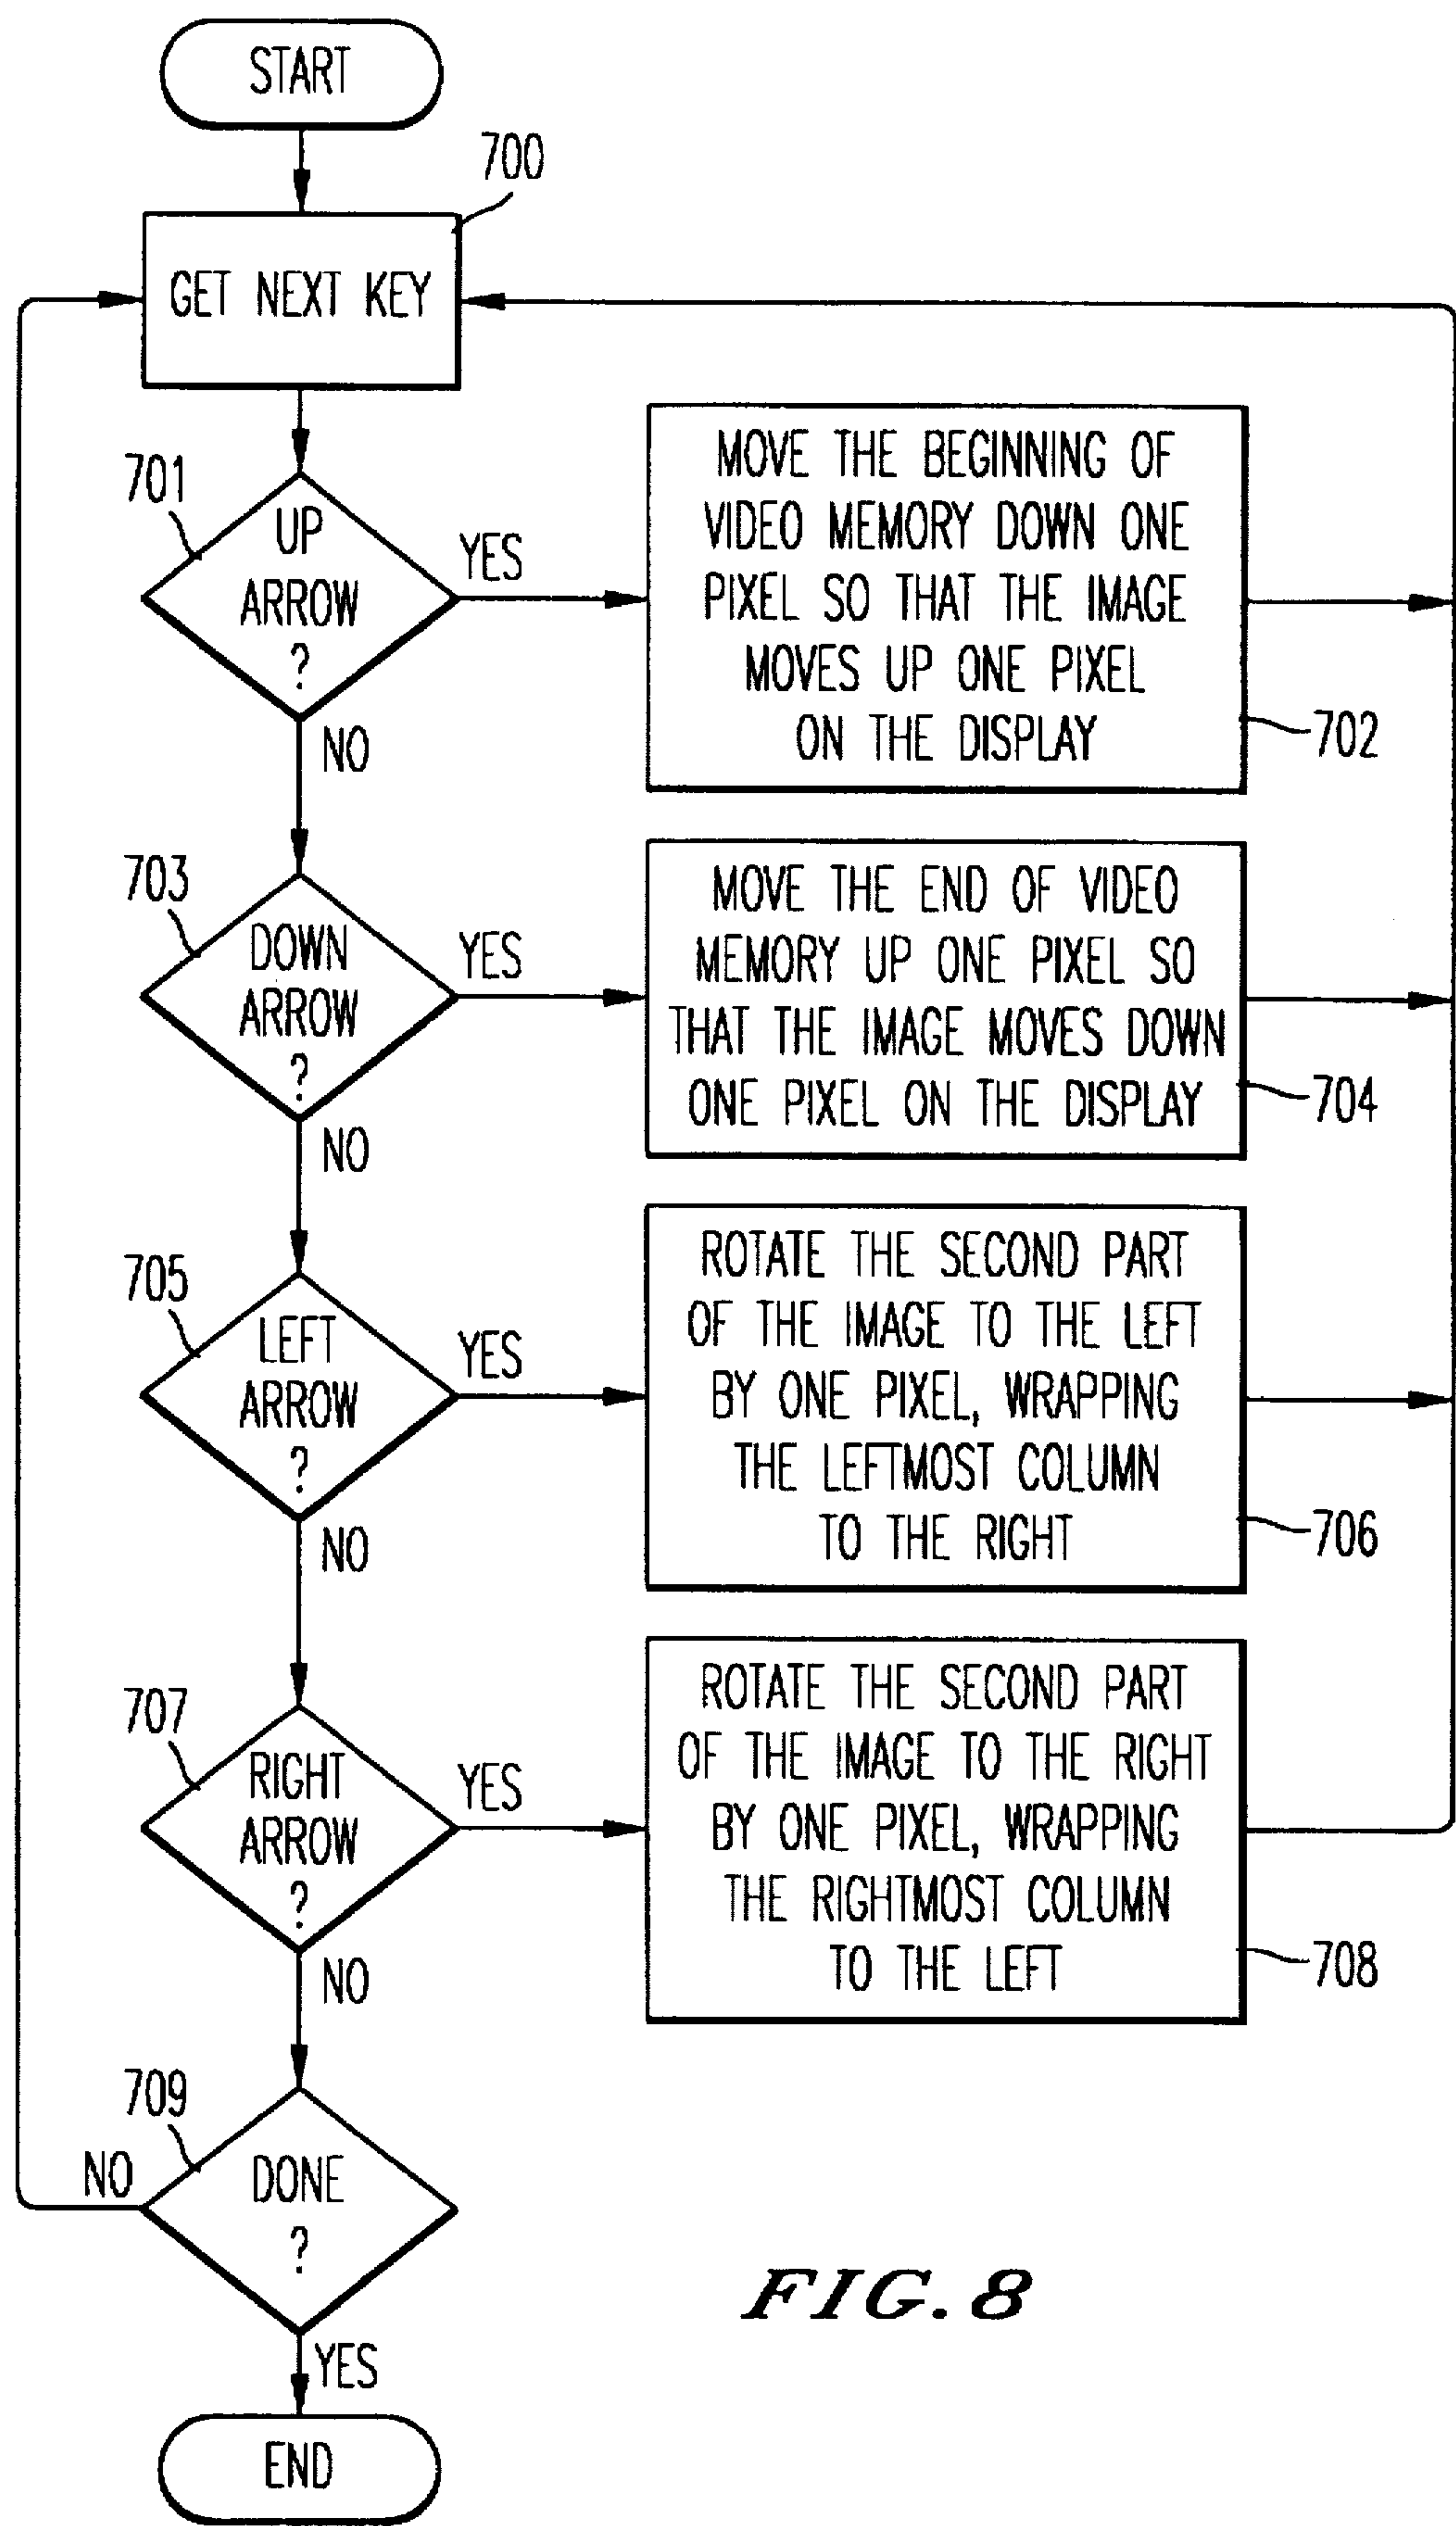 START
700
GET NEXT KEY
701
UP
ARROW
?
YES
NO
MOVE THE BEGINNING OF
VIDEO MEMORY DOWN ONE
PIXEL SO THAT THE IMAGE
MOVES UP ONE PIXEL
ON THE DISPLAY
702
703
DOWN
ARROW
?
YES
NO
MOVE THE END OF VIDEO
MEMORY UP ONE PIXEL SO
THAT THE IMAGE MOVES DOWN
ONE PIXEL ON THE DISPLAY
704
705
LEFT
ARROW
?
YES
NO
ROTATE THE SECOND PART
OF THE IMAGE TO THE LEFT
BY ONE PIXEL, WRAPPING
THE LEFTMOST COLUMN
TO THE RIGHT
706
707
RIGHT
ARROW
?
YES
NO
ROTATE THE SECOND PART
OF THE IMAGE TO THE RIGHT
BY ONE PIXEL, WRAPPING
THE RIGHTMOST COLUMN
TO THE LEFT
708
709
NO
DONE
?
YES
END
FIG. 8